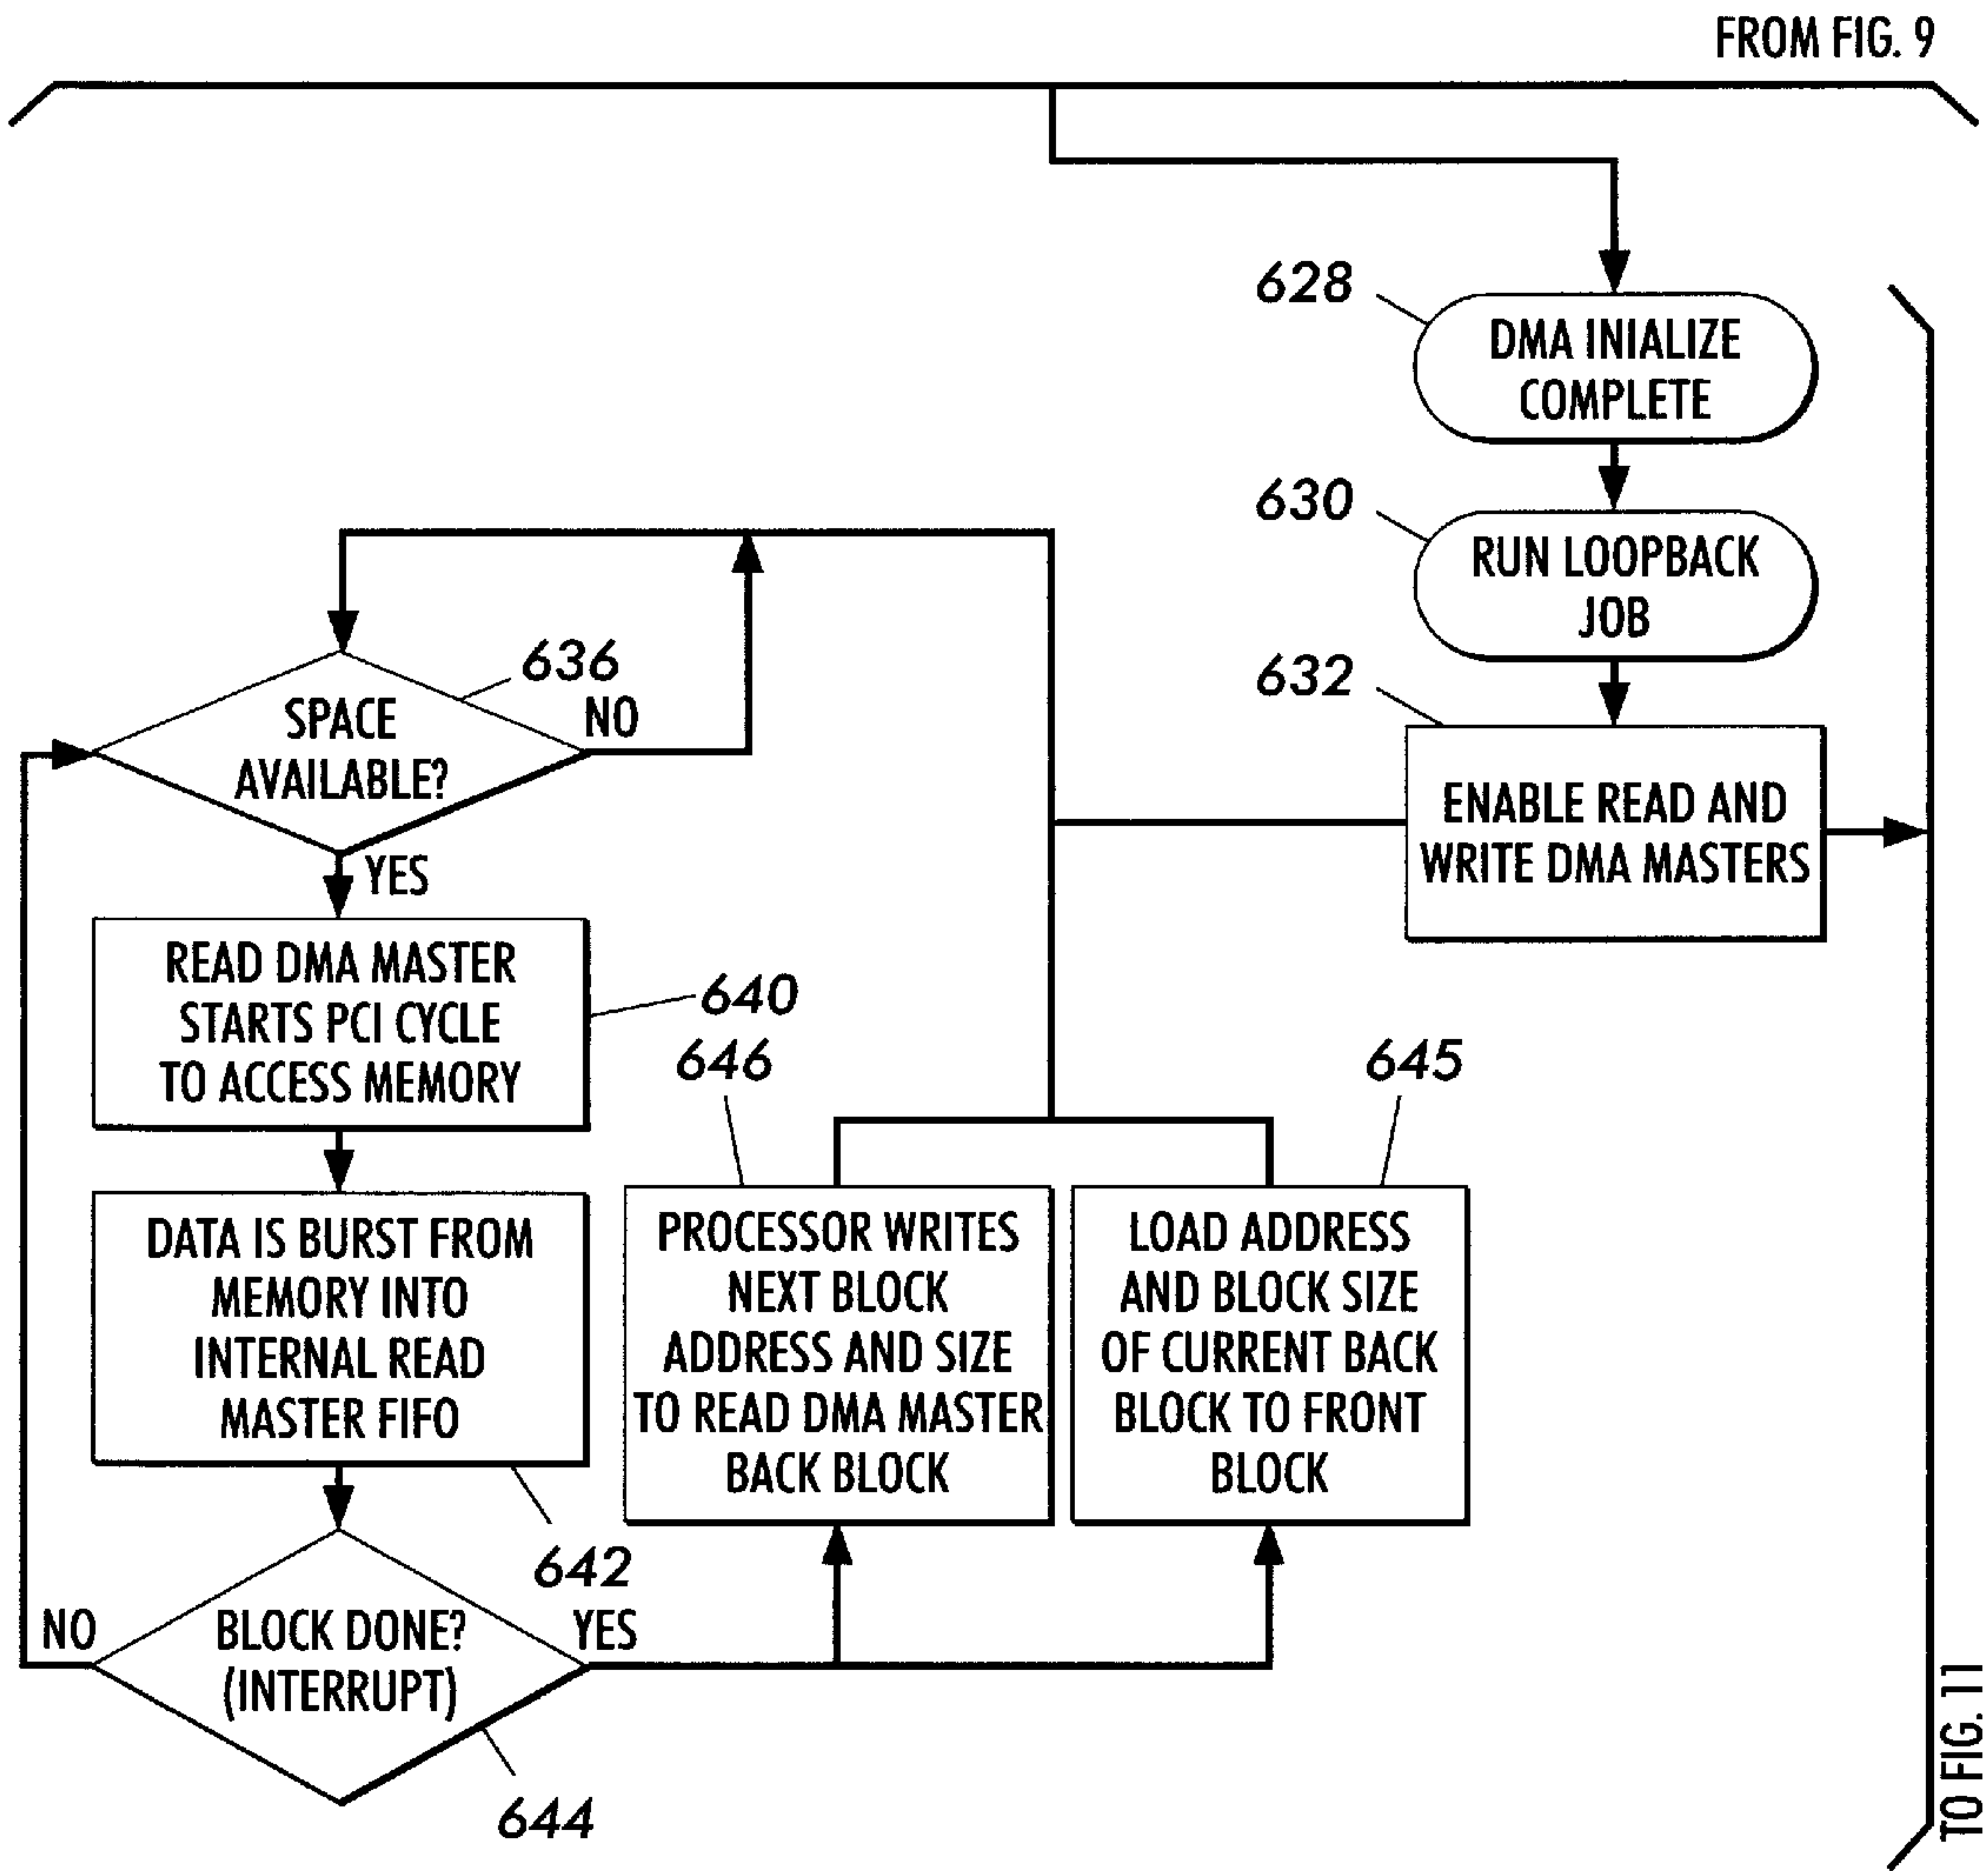 FROM FIG. 9
628
DMA INIALIZE
COMPLETE
630
RUN LOOPBACK
JOB
632
ENABLE READ AND
WRITE DMA MASTERS
636
SPACE
AVAILABLE?
NO
YES
READ DMA MASTER
STARTS PCI CYCLE
TO ACCESS MEMORY
640
DATA IS BURST FROM
MEMORY INTO
INTERNAL READ
MASTER FIFO
642
BLOCK DONE?
(INTERRUPT)
NO
YES
644
646
PROCESSOR WRITES
NEXT BLOCK
ADDRESS AND SIZE
TO READ DMA MASTER
BACK BLOCK
645
LOAD ADDRESS
AND BLOCK SIZE
OF CURRENT BACK
BLOCK TO FRONT
BLOCK
TO FIG. 11